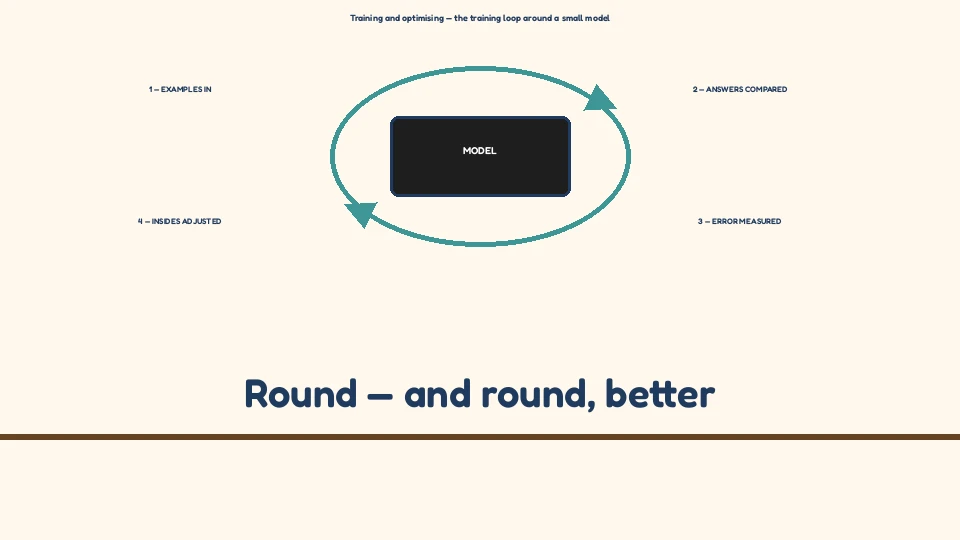 Training and optimising — the training loop around a small model
1 — EXAMPLES IN
2 — ANSWERS COMPARED
MODEL
4 — INSIDES ADJUSTED
3 — ERROR MEASURED
Round — and round, better